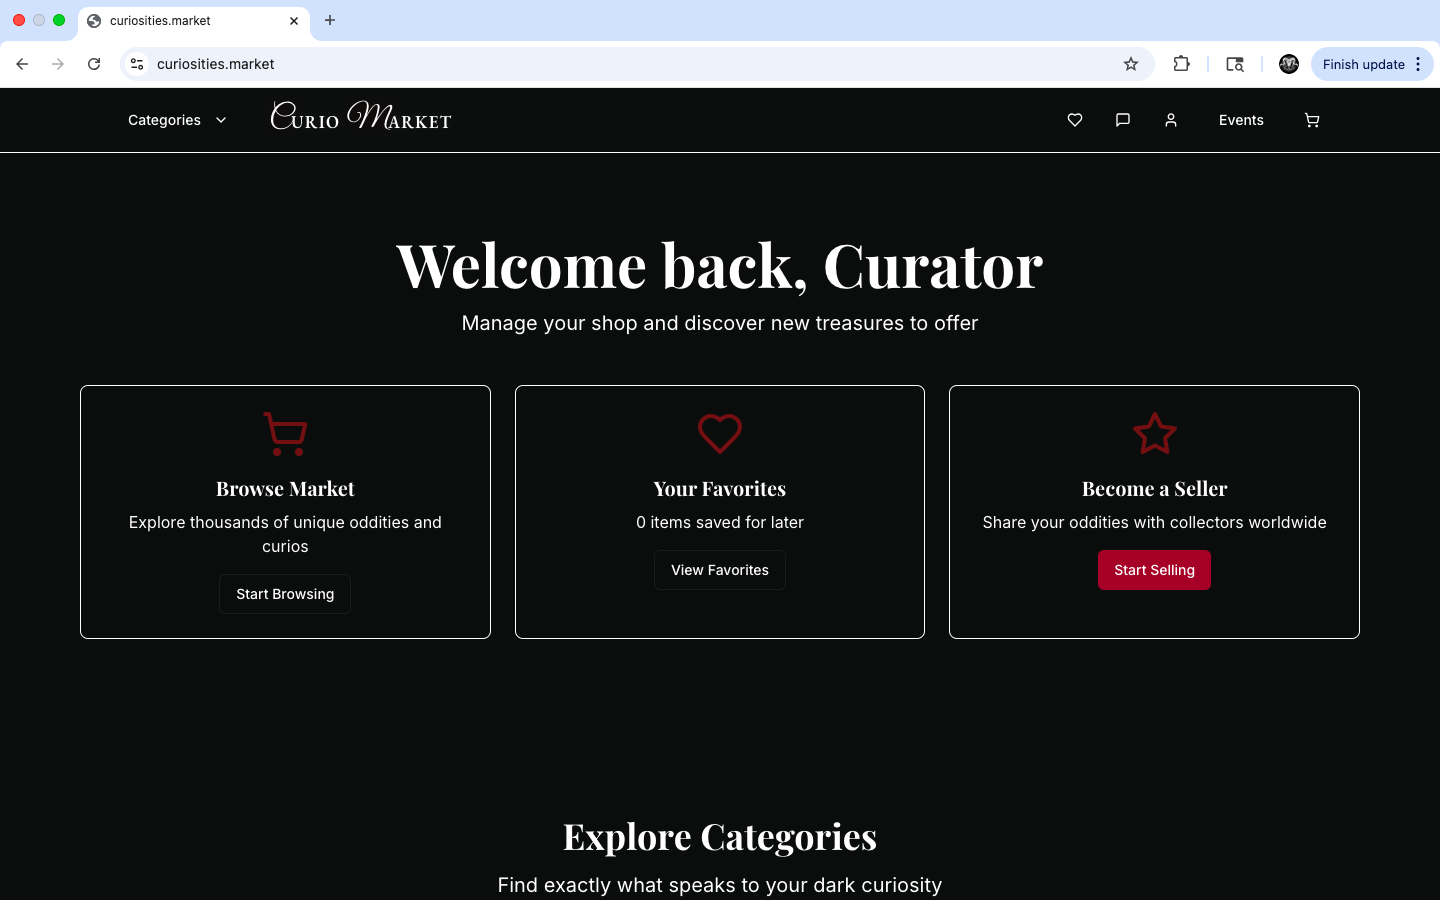 curiosities.market
curiosities.market
Finish update
Categories
Curio Market
Events
Welcome back, Curator
Manage your shop and discover new treasures to offer
Browse Market
Explore thousands of unique oddities and
curios
Start Browsing
Your Favorites
0 items saved for later
View Favorites
Become a Seller
Share your oddities with collectors worldwide
Start Selling
Explore Categories
Find exactly what speaks to your dark curiosity